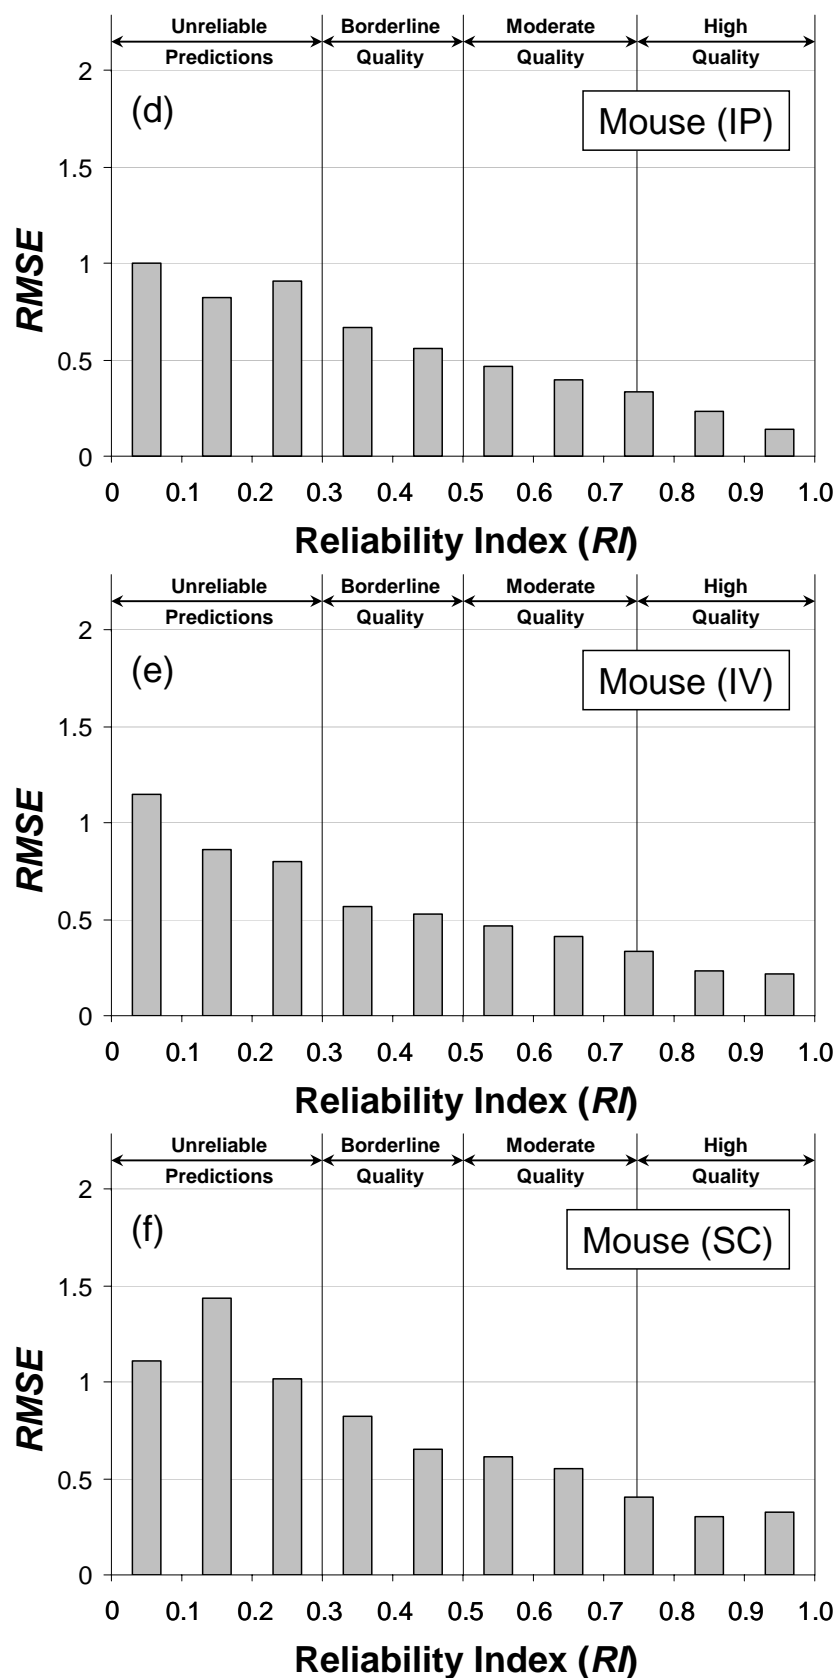 Unreliable Borderline Moderate High
Predictions Quality Quality Quality
2
(d)
Mouse (IP)
1.5
1
0.5
0
RMSE
0 0.1 0.2 0.3 0.4 0.5 0.6 0.7 0.8 0.9 1.0
Reliability Index (RI)
Unreliable Borderline Moderate High
Predictions Quality Quality Quality
2
(e)
Mouse (IV)
1.5
1
0.5
0
RMSE
0 0.1 0.2 0.3 0.4 0.5 0.6 0.7 0.8 0.9 1.0
Reliability Index (RI)
Unreliable Borderline Moderate High
Predictions Quality Quality Quality
2
(f)
Mouse (SC)
1.5
1
0.5
0
RMSE
0 0.1 0.2 0.3 0.4 0.5 0.6 0.7 0.8 0.9 1.0
Reliability Index (RI)